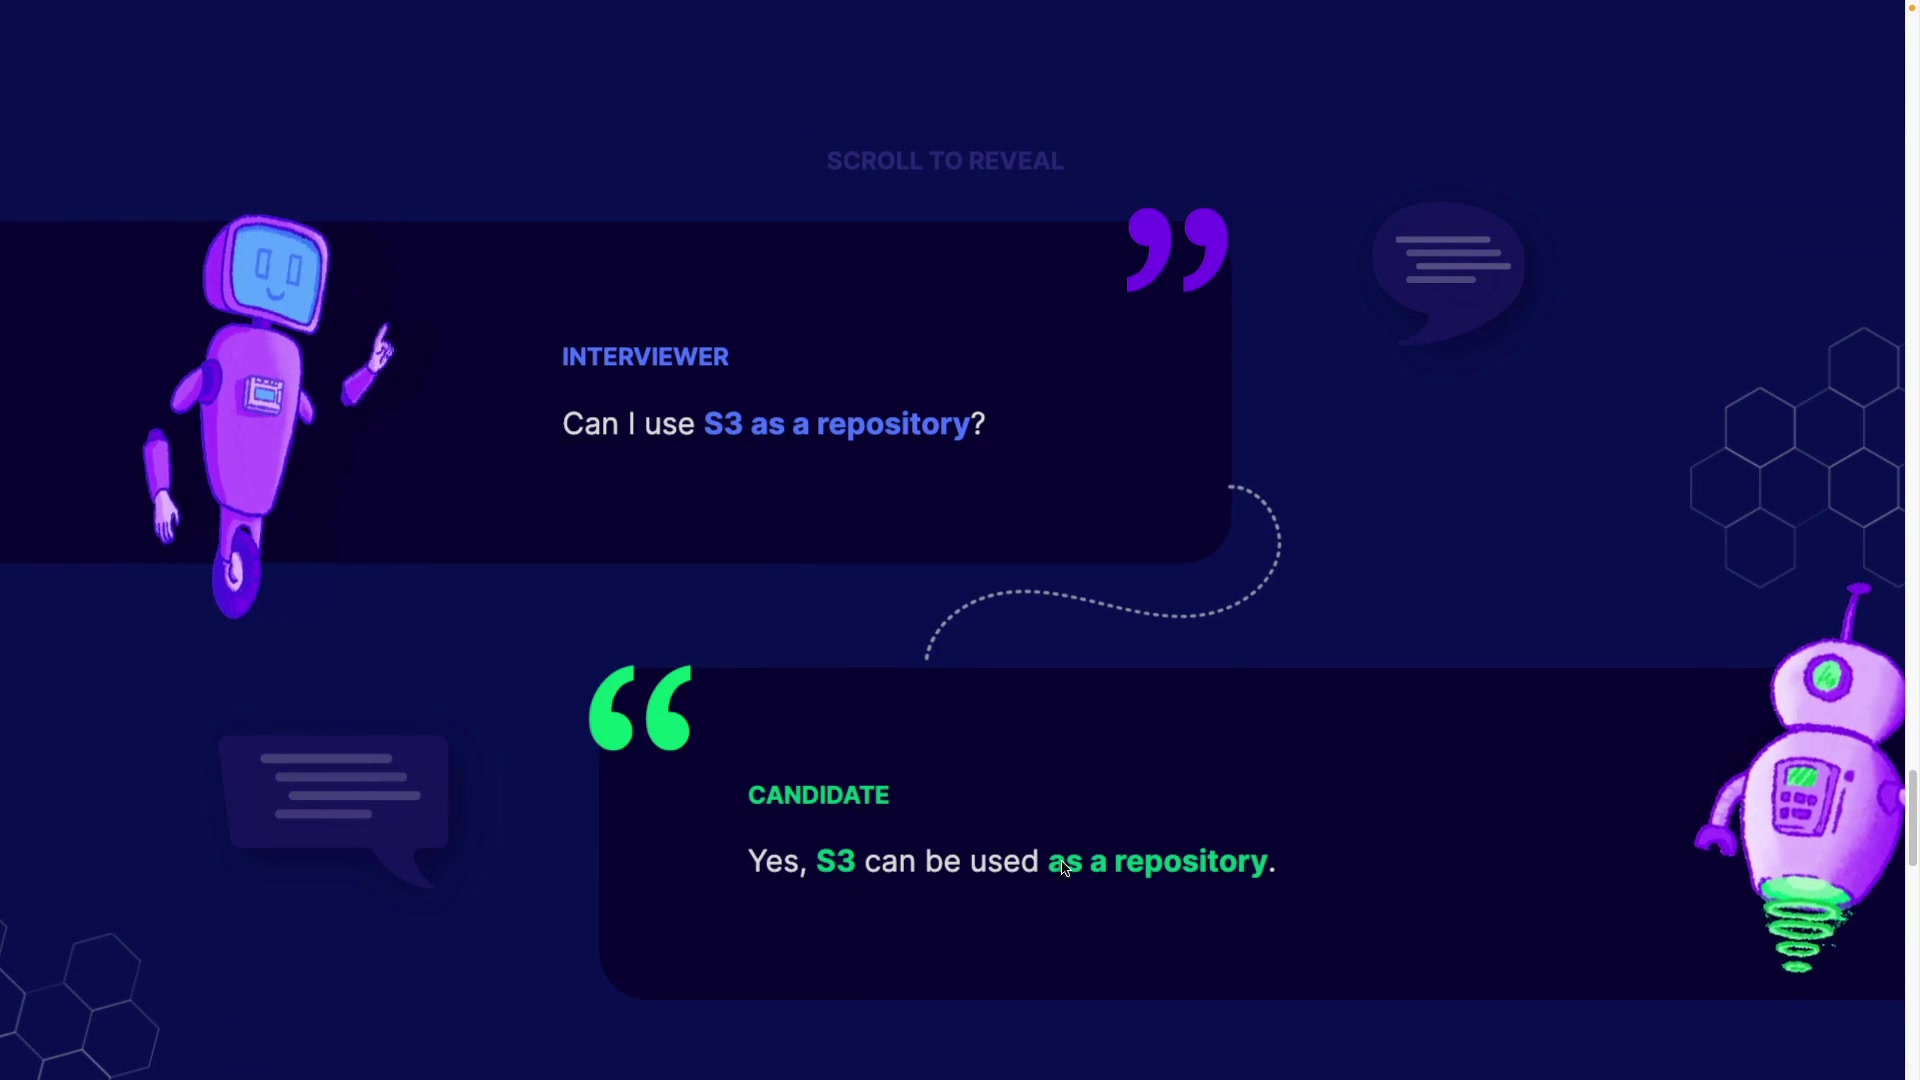 SCROLL TO REVEAL
INTERVIEWER
Can I use S3 as a repository?
CANDIDATE
Yes, S3 can be used as a repository.